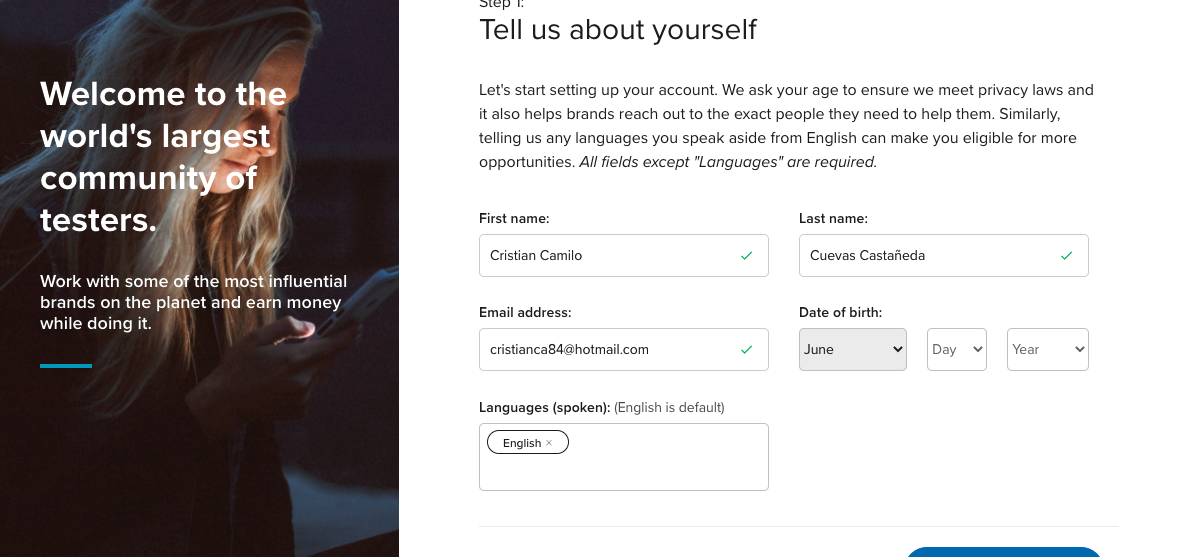 Welcome to the
world's largest
community of
testers.
Work with some of the most influential
brands on the planet and earn money
while doing it.
Step 1:
Tell us about yourself
Let's start setting up your account. We ask your age to ensure we meet privacy laws and
it also helps brands reach out to the exact people they need to help them. Similarly,
telling us any languages you speak aside from English can make you eligible for more
opportunities. All fields except "Languages" are required.
First name:
Last name:
Cristian Camilo
Cuevas Castañeda
Email address:
Date of birth:
cristianca84@hotmail.com
June
Day
Year
Languages (spoken): (English is default)
English ×